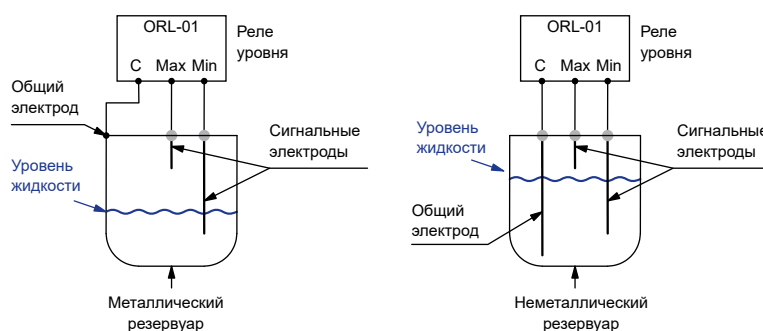 ORL-01
Реле
уровня
C Max Min
Общий
электрод
Сигнальные
электроды
Уровень
жидкости
Металлический
резервуар
ORL-01
Реле
уровня
C Max Min
Уровень
жидкости
Сигнальные
электроды
Общий
электрод
Неметаллический
резервуар